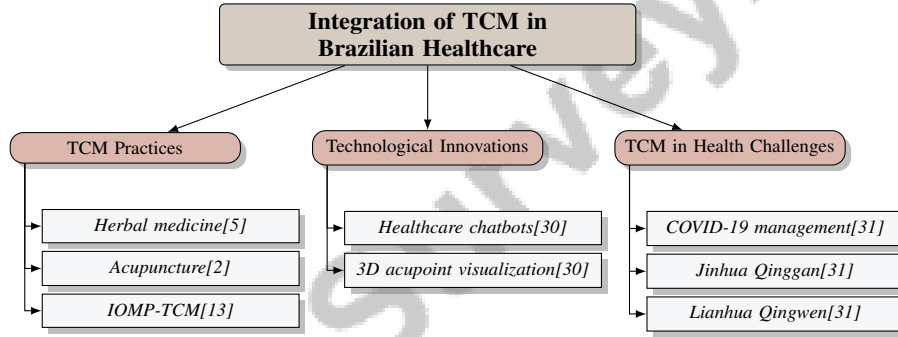 Integration of TCM in
Brazilian Healthcare
TCM Practices
Herbal medicine[5]
Acupuncture[2]
IOMP-TCM[13]
Technological Innovations
Healthcare chatbots[30]
3D acupoint visualization[30]
TCM in Health Challenges
COVID-19 management[31]
Jinhua Qinggan[31]
Lianhua Qingwen[31]
Survey